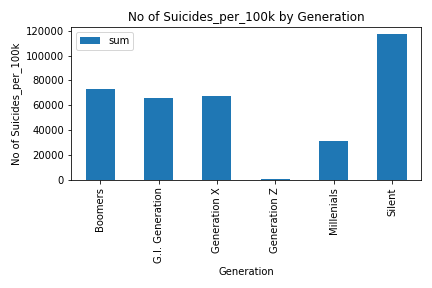 No of Suicides_per_100k by Generation
sum
No of Suicides_per_100k
120000
100000
80000
60000
40000
20000
0
Boomers
G.I. Generation
Generation X
Generation Z
Millenials
Silent
Generation